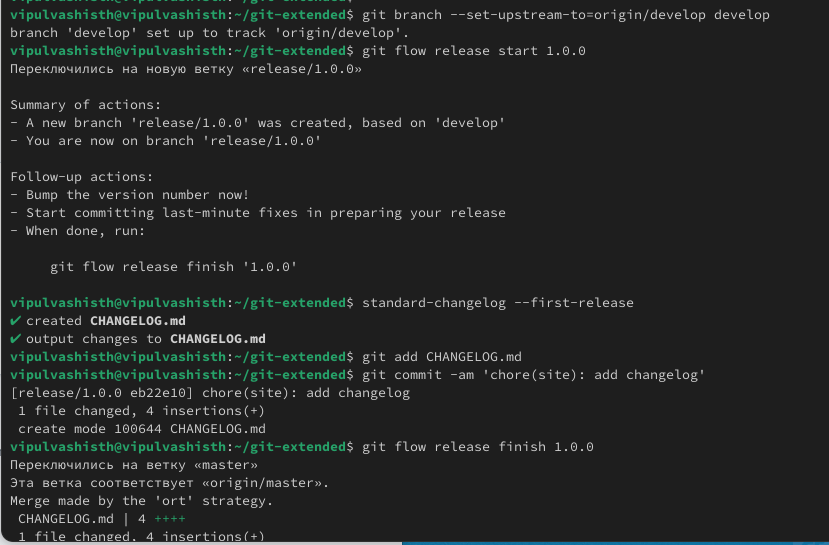 vipulvashisth@vipulvashisth:~/git-extended$ git branch --set-upstream-to=origin/develop develop
branch 'develop' set up to track 'origin/develop'.
vipulvashisth@vipulvashisth:~/git-extended$ git flow release start 1.0.0
Переключились на новую ветку «release/1.0.0»
Summary of actions:
- A new branch 'release/1.0.0' was created, based on 'develop'
- You are now on branch 'release/1.0.0'
Follow-up actions:
- Bump the version number now!
- Start committing last-minute fixes in preparing your release
- When done, run:
git flow release finish '1.0.0'
vipulvashisth@vipulvashisth:~/git-extended$ standard-changelog --first-release
✔ created CHANGELOG.md
✔ output changes to CHANGELOG.md
vipulvashisth@vipulvashisth:~/git-extended$ git add CHANGELOG.md
vipulvashisth@vipulvashisth:~/git-extended$ git commit -am 'chore(site): add changelog'
[release/1.0.0 eb22e10] chore(site): add changelog
1 file changed, 4 insertions(+)
create mode 100644 CHANGELOG.md
vipulvashisth@vipulvashisth:~/git-extended$ git flow release finish 1.0.0
Переключились на ветку «master»
Эта ветка соответствует «origin/master».
Merge made by the 'ort' strategy.
CHANGELOG.md | 4 ++++
1 file changed, 4 insertions(+)